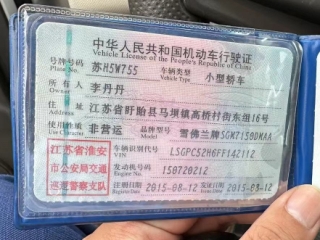 中华人民共和国机动车行驶证
Vehicle License of the People's Republic of China
号牌号码 苏H5W755 车辆类型 小型轿车
Plate No. Vehicle Type
所有人 李丹丹
Owner
住址 江苏省盱眙县马坝镇高桥村街东组16号
Address
使用性质 非营运 品牌型号 雪佛兰牌SGM7150DMAA
Use Character Model
江苏省淮安
市公安局交通
巡逻警察支队
车辆识别代号 LSGPC52H6FF142112
VIN
发动机号码 150720212
Engine No.
注册日期 2015-08-12 发证日期 2015-08-12
Register Date Issue Date